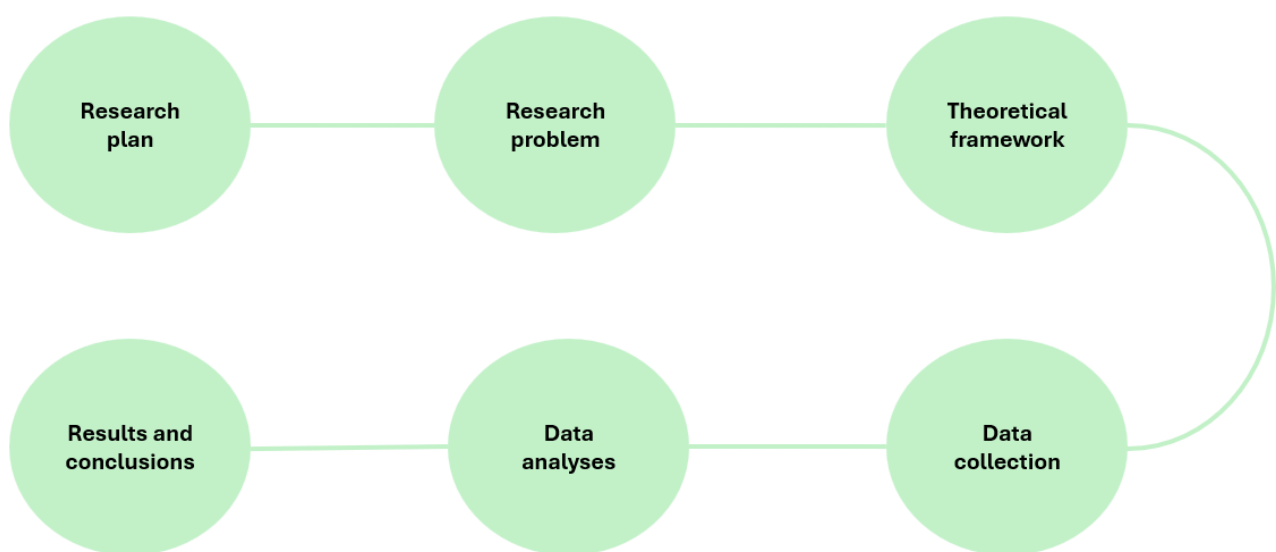 Research
plan
Research
problem
Theoretical
framework
Results and
conclusions
Data
analyses
Data
collection